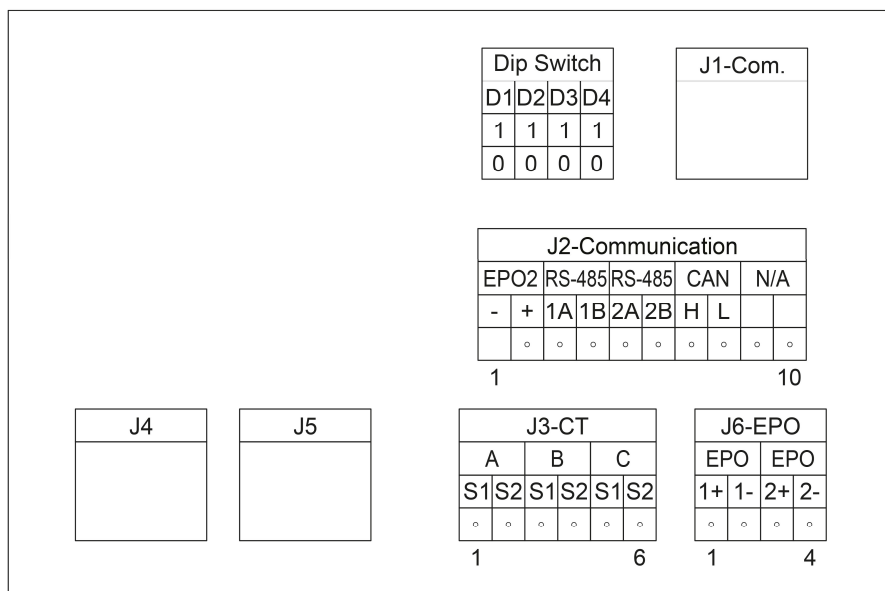 Dip Switch
D1 D2 D3 D4
1 1 1 1
0 0 0 0
J1-Com.
J2-Communication
EPO2 RS-485 RS-485 CAN N/A
- + 1A 1B 2A 2B H L
1 10
J4
J5
J3-CT
A B C
S1 S2 S1 S2 S1 S2
1 6
J6-EPO
EPO EPO
1+ 1- 2+ 2-
1 4